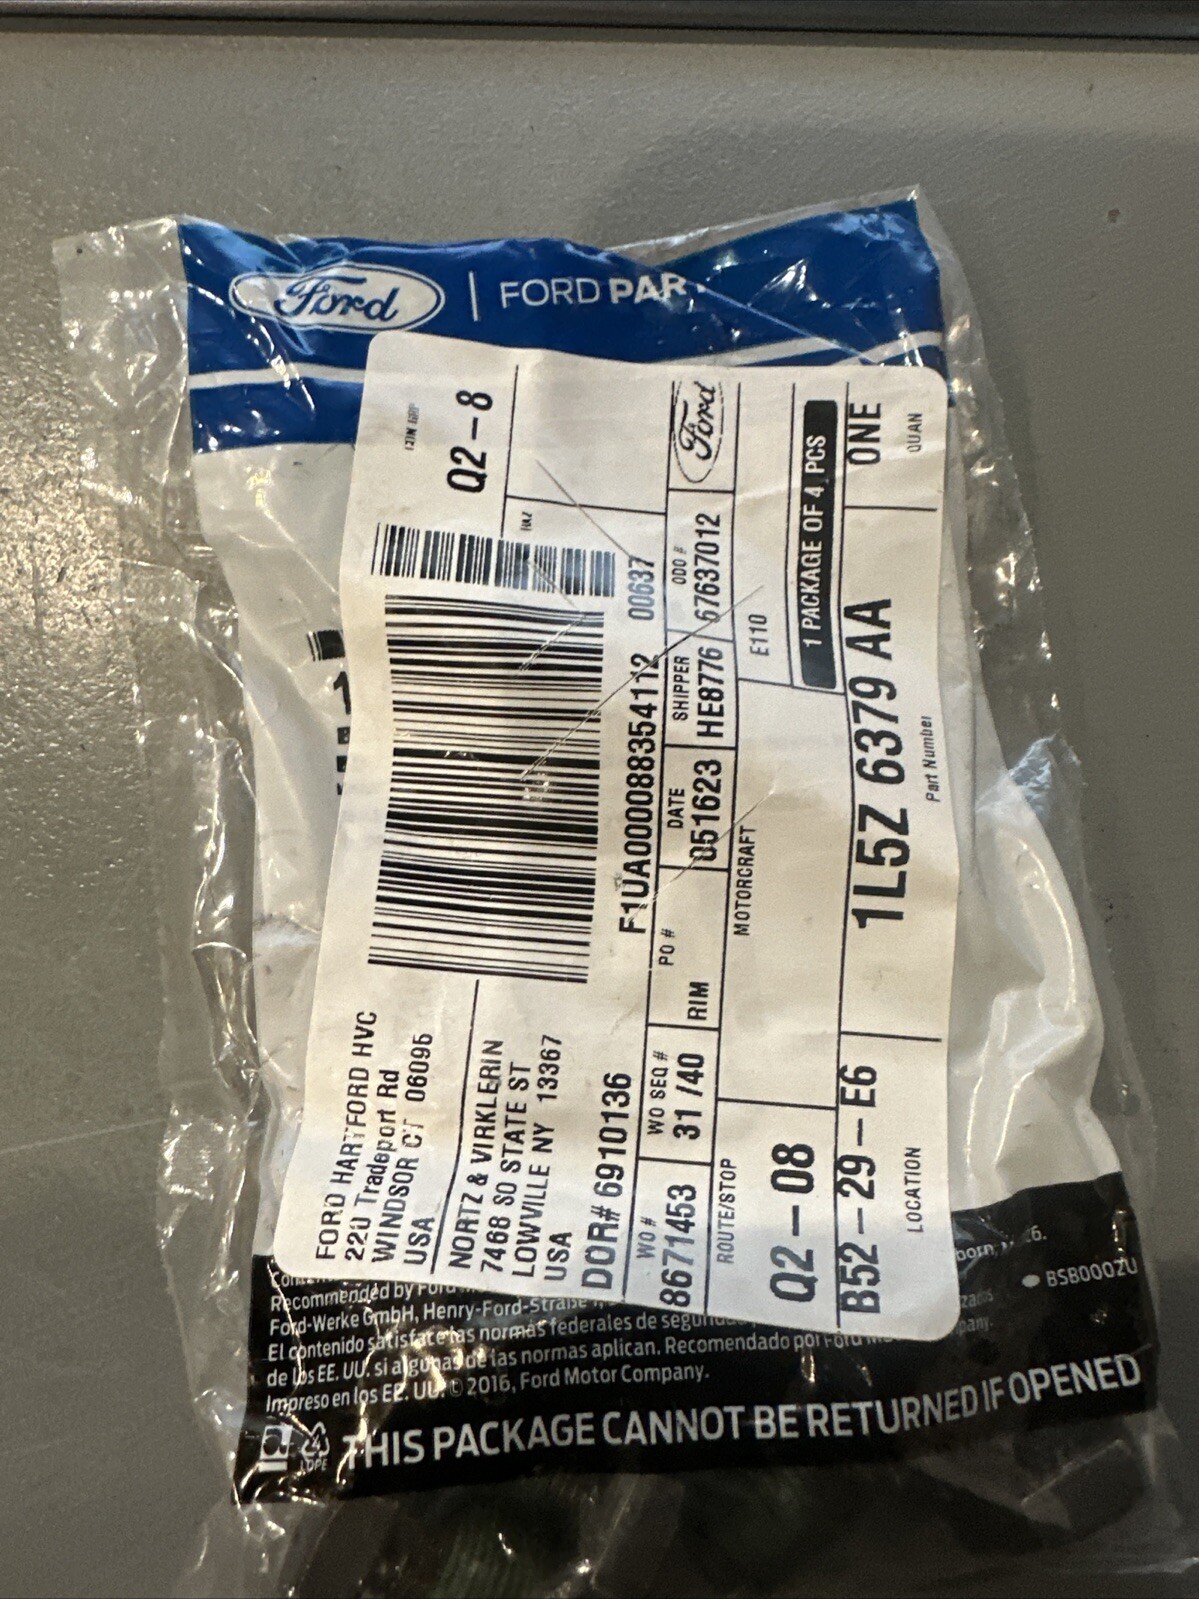 Ford | FORD PAR
FORD HARTFORD HVC
220 Tradeport Rd
WINDSOR CT 06095
USA
Q2-8
NORTZ & VIRKLERIN
7468 SO STATE ST
LOWVILLE NY 13367
USA
HAZ
DOR# 6910136
F1UA000088354112 00637
WO # WO SEQ # PO # DATE SHIPPER DDO #
8671453 31 /40 RIM 051623 HE8776 67637012 Ford
ROUTE/STOP MOTORCRAFT E110
Q2-08
1 PACKAGE OF 4 PCS
B52-29-E6 1L5Z 6379 AA ONE
LOCATION Part Number QUAN
Recommended by
Ford-Werke GmbH, Henry-Ford-Straße
El contenido satisface las normas federales de
de los EE. UU. si algunas de las normas aplican. Recomendado por Ford
Impreso en los EE. UU. © 2016, Ford Motor Company.
BSB000ZU
LDPE
THIS PACKAGE CANNOT BE RETURNED IF OPENED